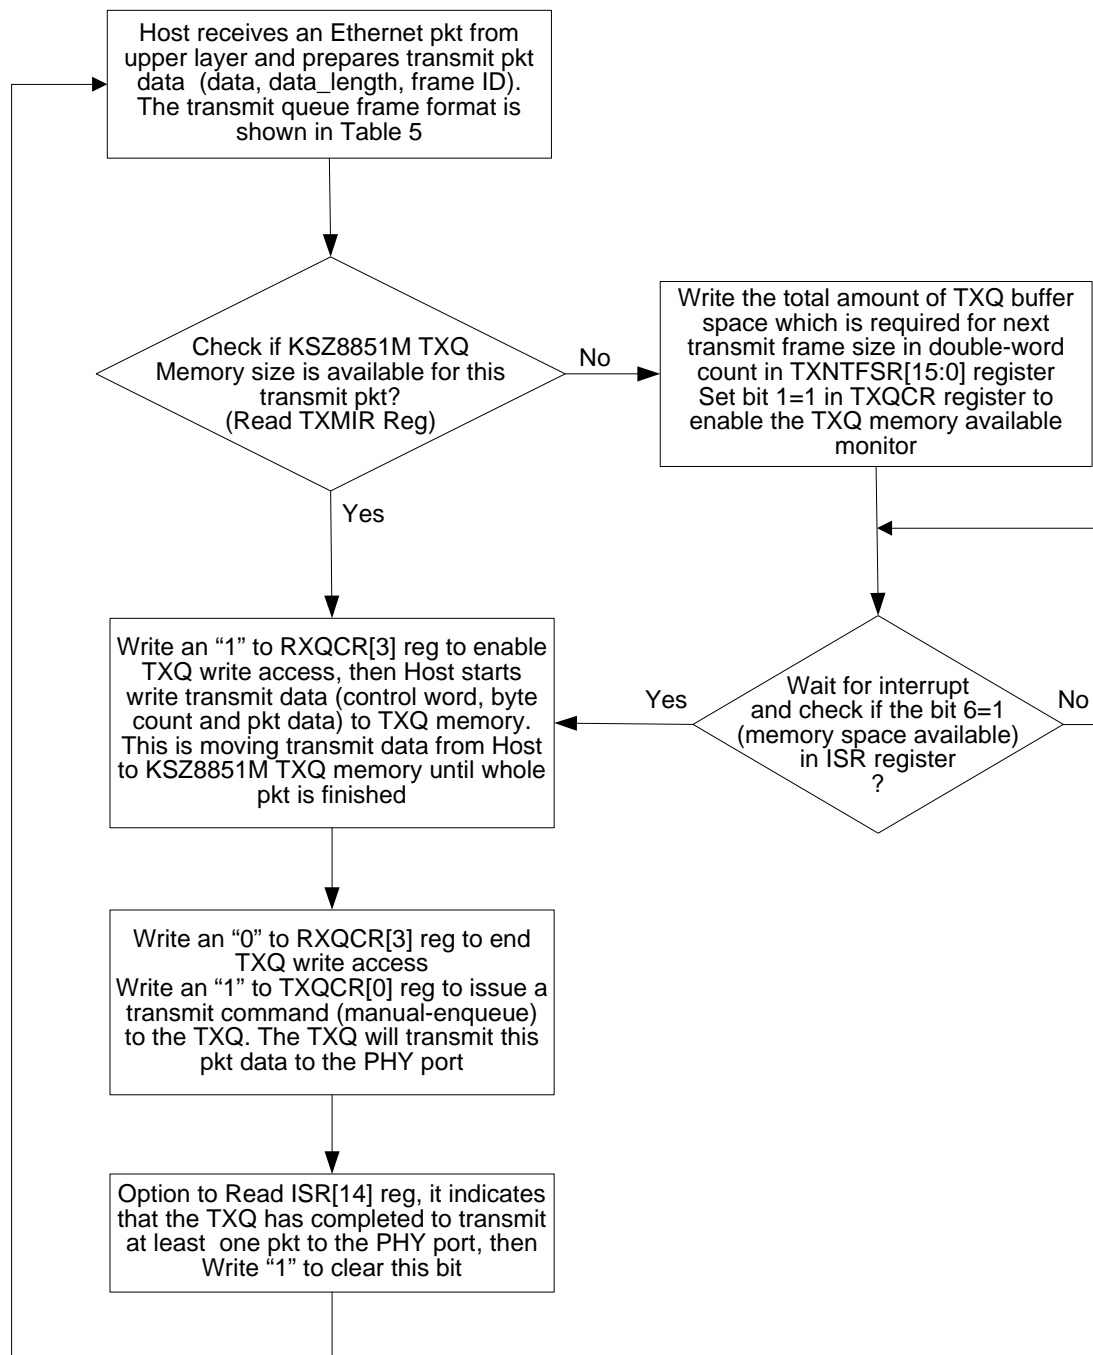 Host receives an Ethernet pkt from
upper layer and prepares transmit pkt
data  (data, data_length, frame ID).
The transmit queue frame format is
shown in Table 5
Check if KSZ8851M TXQ
Memory size is available for this
transmit pkt?
(Read TXMIR Reg)
No
Write the total amount of TXQ buffer
space which is required for next
transmit frame size in double-word
count in TXNTFSR[15:0] register
Set bit 1=1 in TXQCR register to
enable the TXQ memory available
monitor
Yes
Write an “1” to RXQCR[3] reg to enable
TXQ write access, then Host starts
write transmit data (control word, byte
count and pkt data) to TXQ memory.
This is moving transmit data from Host
to KSZ8851M TXQ memory until whole
pkt is finished
Yes
Wait for interrupt
and check if the bit 6=1
(memory space available)
in ISR register
?
No
Write an “0” to RXQCR[3] reg to end
TXQ write access
Write an “1” to TXQCR[0] reg to issue a
transmit command (manual-enqueue)
to the TXQ. The TXQ will transmit this
pkt data to the PHY port
Option to Read ISR[14] reg, it indicates
that the TXQ has completed to transmit
at least  one pkt to the PHY port, then
Write “1” to clear this bit